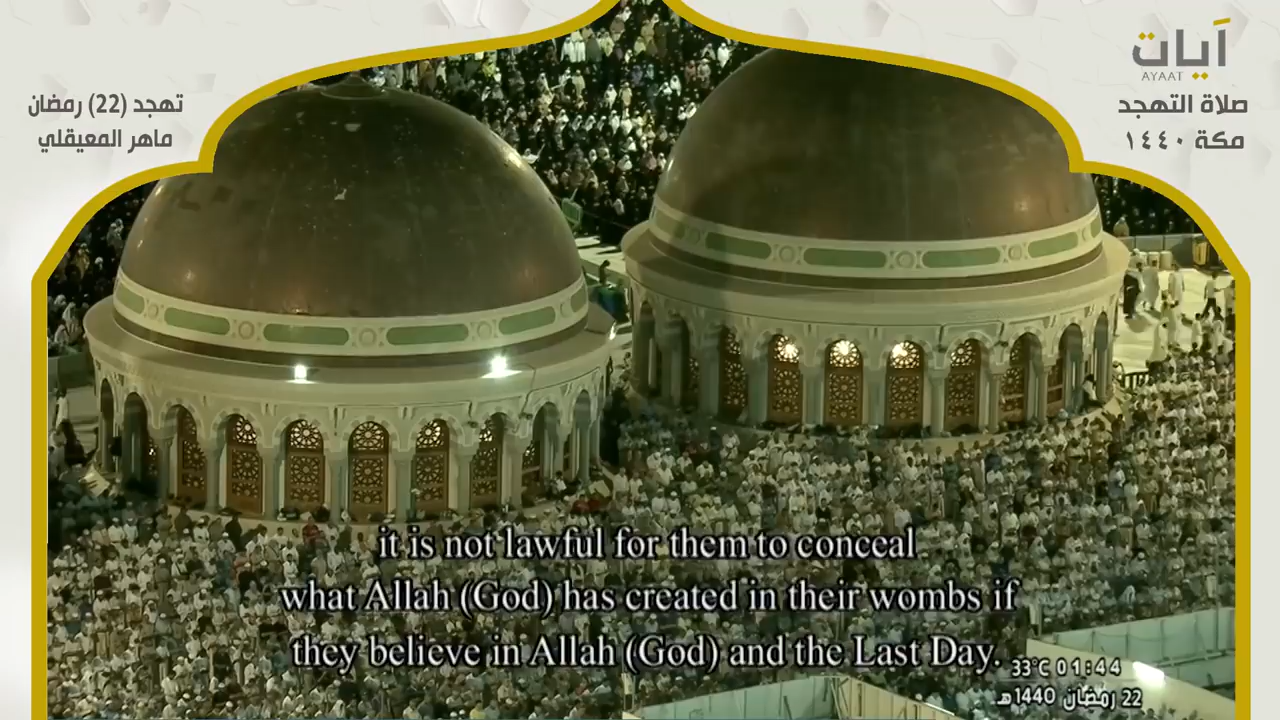 آيات
AYAAT
صلاة التهجد
مكة ١٤٤٠
تهجد (22) رمضان
ماهر المعيقلي
it is not lawful for them to conceal
what Allah (God) has created in their wombs if
they believe in Allah (God) and the Last Day.
33°C 01:44
22 رمضان 1440هـ